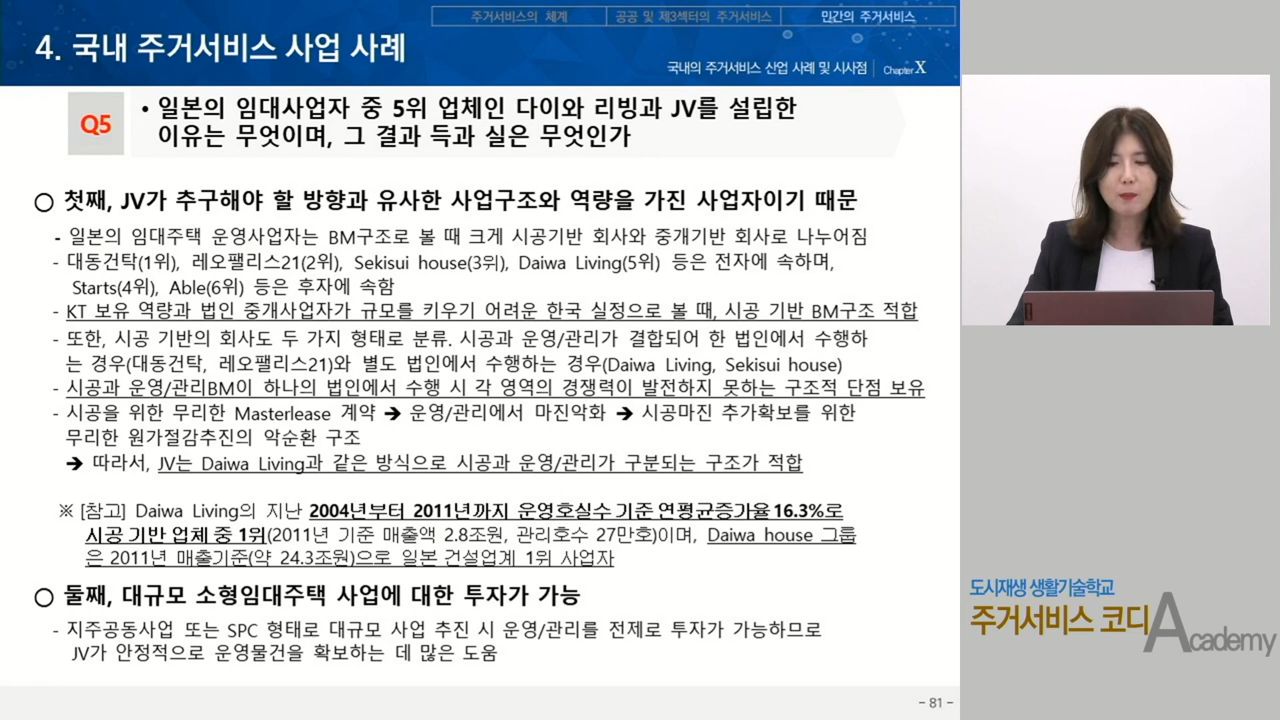 주거서비스의 체계
공공 및 제3섹터의 주거서비스
민간의 주거서비스
4. 국내 주거서비스 사업 사례
국내의 주거서비스 산업 사례 및 시사점 Chapter X
Q5
• 일본의 임대사업자 중 5위 업체인 다이와 리빙과 JV를 설립한
이유는 무엇이며, 그 결과 득과 실은 무엇인가
○ 첫째, JV가 추구해야 할 방향과 유사한 사업구조와 역량을 가진 사업자이기 때문
- 일본의 임대주택 운영사업자는 BM구조로 볼 때 크게 시공기반 회사와 중개기반 회사로 나누어짐
- 대동건탁(1위), 레오팰리스21(2위), Sekisui house(3위), Daiwa Living(5위) 등은 전자에 속하며,
Starts(4위), Able(6위) 등은 후자에 속함
- KT 보유 역량과 법인 중개사업자가 규모를 키우기 어려운 한국 실정으로 볼 때, 시공 기반 BM구조 적합
- 또한, 시공 기반의 회사도 두 가지 형태로 분류. 시공과 운영/관리가 결합되어 한 법인에서 수행하
는 경우(대동건탁, 레오팰리스21)와 별도 법인에서 수행하는 경우(Daiwa Living, Sekisui house)
- 시공과 운영/관리BM이 하나의 법인에서 수행 시 각 영역의 경쟁력이 발전하지 못하는 구조적 단점 보유
- 시공을 위한 무리한 Masterlease 계약 ➔ 운영/관리에서 마진악화 ➔ 시공마진 추가확보를 위한
무리한 원가절감추진의 악순환 구조
➔ 따라서, JV는 Daiwa Living과 같은 방식으로 시공과 운영/관리가 구분되는 구조가 적합
※ [참고] Daiwa Living의 지난 2004년부터 2011년까지 운영호실수 기준 연평균증가율 16.3%로
시공 기반 업체 중 1위(2011년 기준 매출액 2.8조원, 관리호수 27만호)이며, Daiwa house 그룹
은 2011년 매출기준(약 24.3조원)으로 일본 건설업계 1위 사업자
○ 둘째, 대규모 소형임대주택 사업에 대한 투자가 가능
- 지주공동사업 또는 SPC 형태로 대규모 사업 추진 시 운영/관리를 전제로 투자가 가능하므로
JV가 안정적으로 운영물건을 확보하는 데 많은 도움
- 81 -
도시재생 생활기술학교
주거서비스 코디 Academy